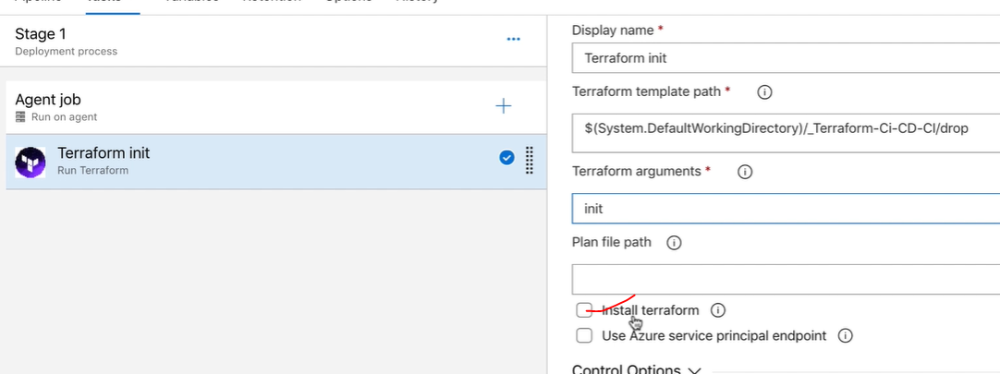 Pipeline Tasks Variables Retention Options History
Stage 1
Deployment process
Agent job
Run on agent
Terraform init
Run Terraform
Display name *
Terraform init
Terraform template path *
$(System.DefaultWorkingDirectory)/_Terraform-Ci-CD-CI/drop
Terraform arguments *
init
Plan file path
Install terraform
Use Azure service principal endpoint
Control Options